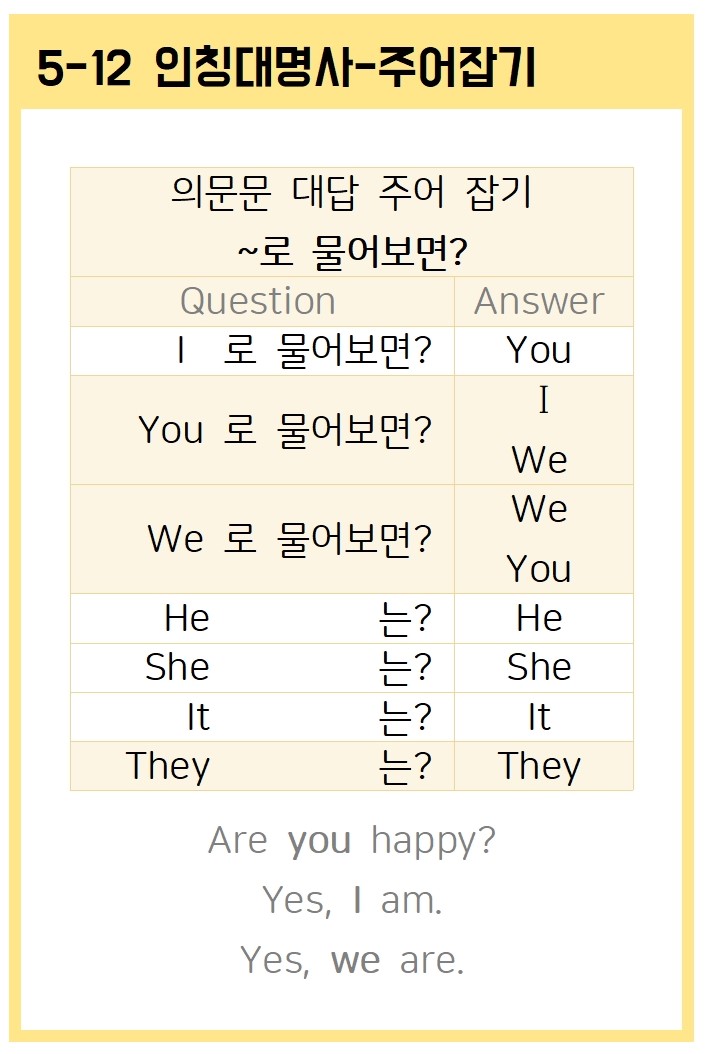 5-12 인칭대명사-주어잡기
의문문 대답 주어 잡기
~로 물어보면?
Question Answer
I 로 물어보면? You
You 로 물어보면? I
We
We 로 물어보면? We
You
He 는? He
She 는? She
It 는? It
They 는? They
Are you happy?
Yes, I am.
Yes, we are.